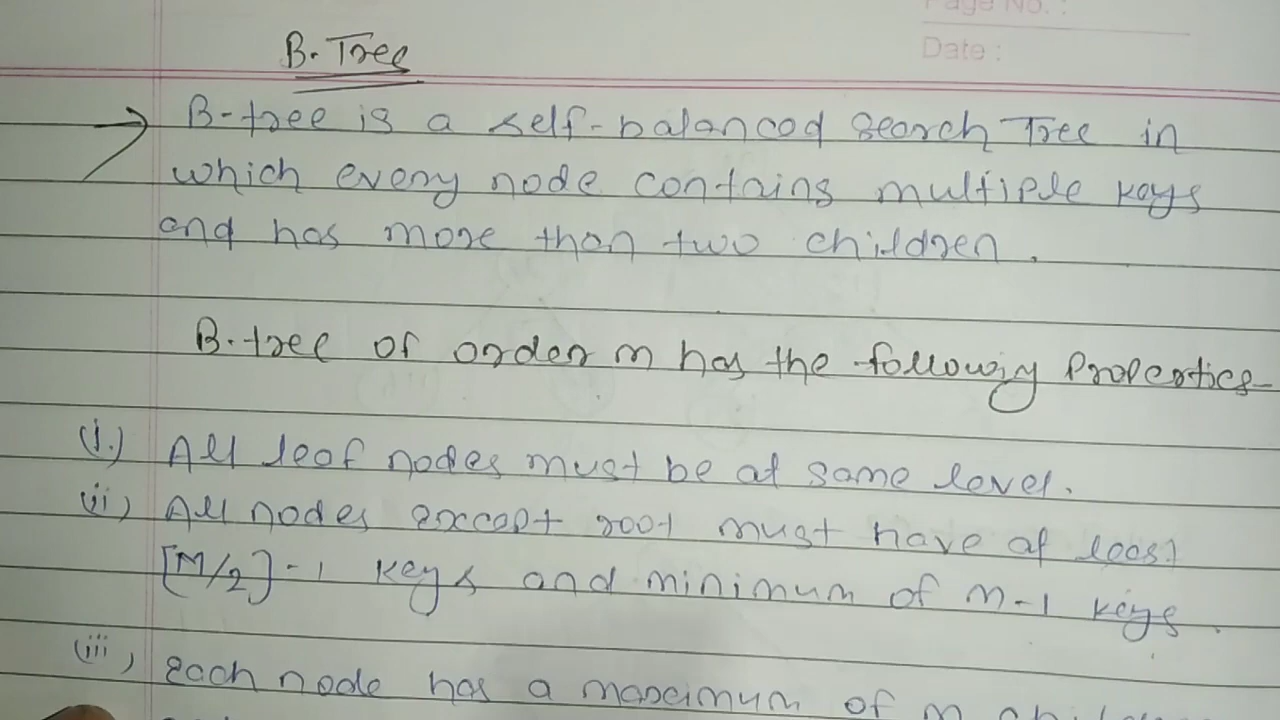 Page No. :
Date :
B. Tree
B-tree is a self-balanced search Tree in
which every node contains multiple keys
and has more than two children.
B.tree of order m has the following Properties-
(i.) All leaf nodes must be at same level.
(ii) All nodes except root must have at least
[M/2]-1 keys and minimum of m-1 keys.
(iii) each node has a maximum of m